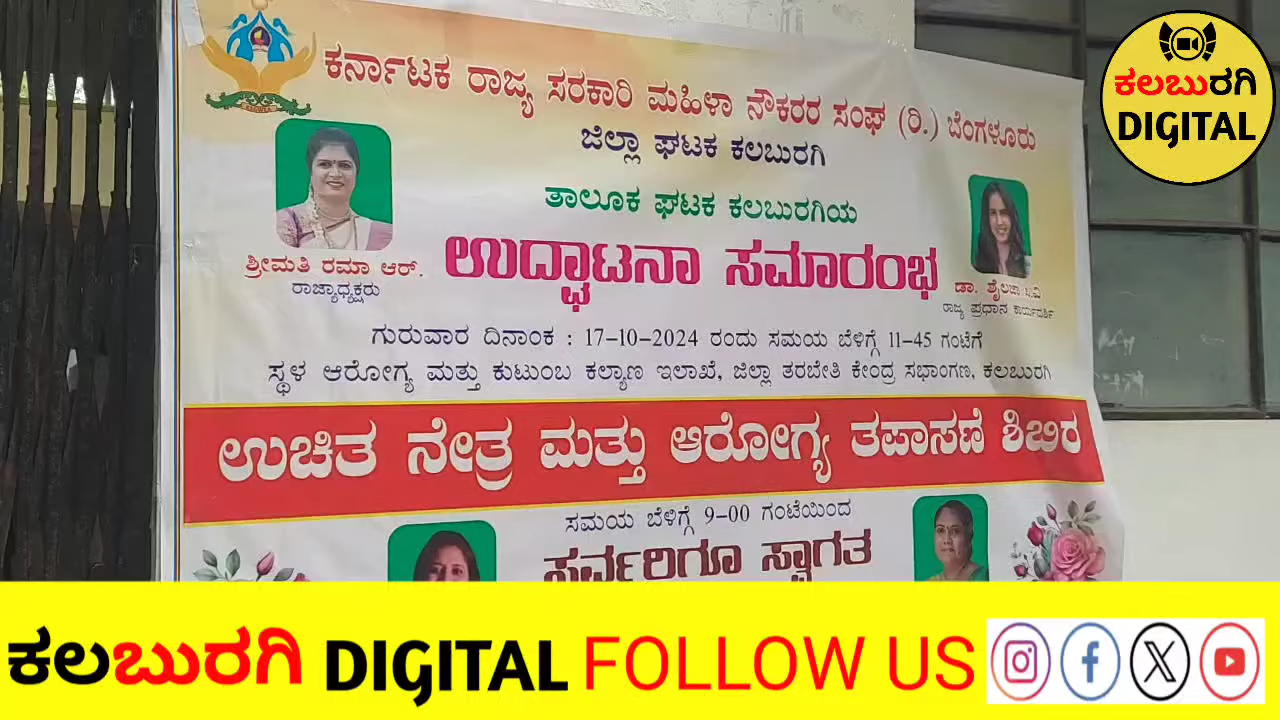 ಕರ್ನಾಟಕ ರಾಜ್ಯ ಸರಕಾರಿ ಮಹಿಳಾ ನೌಕರರ ಸಂಘ (ರಿ.) ಬೆಂಗಳೂರು
ಜಿಲ್ಲಾ ಘಟಕ ಕಲಬುರಗಿ
ತಾಲೂಕ ಘಟಕ ಕಲಬುರಗಿಯ
ಉದ್ಘಾಟನಾ ಸಮಾರಂಭ
ಶ್ರೀಮತಿ ರಮಾ ಆರ್.
ರಾಜ್ಯಾಧ್ಯಕ್ಷರು
ಡಾ. ಶೈಲಜಾ ಸಿ.ವಿ
ರಾಜ್ಯ ಪ್ರಧಾನ ಕಾರ್ಯದರ್ಶಿ
ಗುರುವಾರ ದಿನಾಂಕ : 17-10-2024 ರಂದು ಸಮಯ ಬೆಳಿಗ್ಗೆ 11-45 ಗಂಟೆಗೆ
ಸ್ಥಳ ಆರೋಗ್ಯ ಮತ್ತು ಕುಟುಂಬ ಕಲ್ಯಾಣ ಇಲಾಖೆ, ಜಿಲ್ಲಾ ತರಬೇತಿ ಕೇಂದ್ರ ಸಭಾಂಗಣ, ಕಲಬುರಗಿ
ಉಚಿತ ನೇತ್ರ ಮತ್ತು ಆರೋಗ್ಯ ತಪಾಸಣೆ ಶಿಬಿರ
ಸಮಯ ಬೆಳಿಗ್ಗೆ 9-00 ಗಂಟೆಯಿಂದ
ಸರ್ವರಿಗೂ ಸ್ವಾಗತ
ಕಲಬುರಗಿ
DIGITAL
ಕಲಬುರಗಿ DIGITAL FOLLOW US